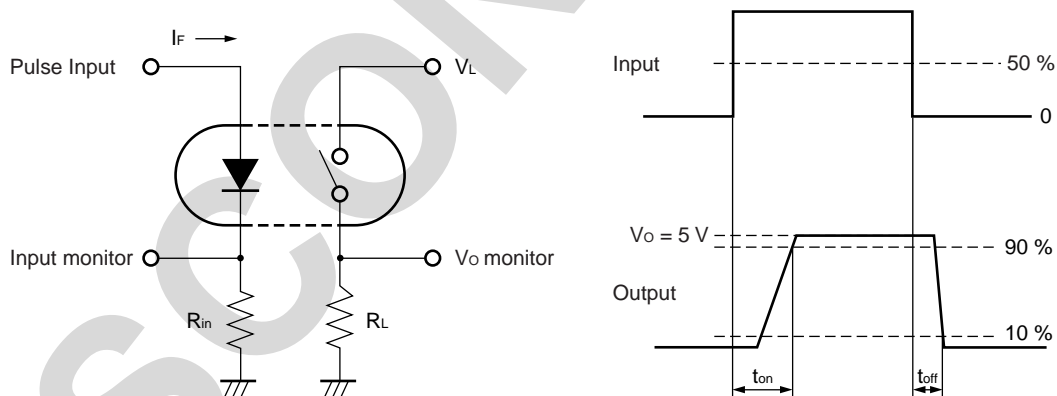 IF
Pulse Input
VL
Input monitor
VO monitor
Rin
RL
Input
50 %
0
VO = 5 V
90 %
Output
10 %
ton
toff